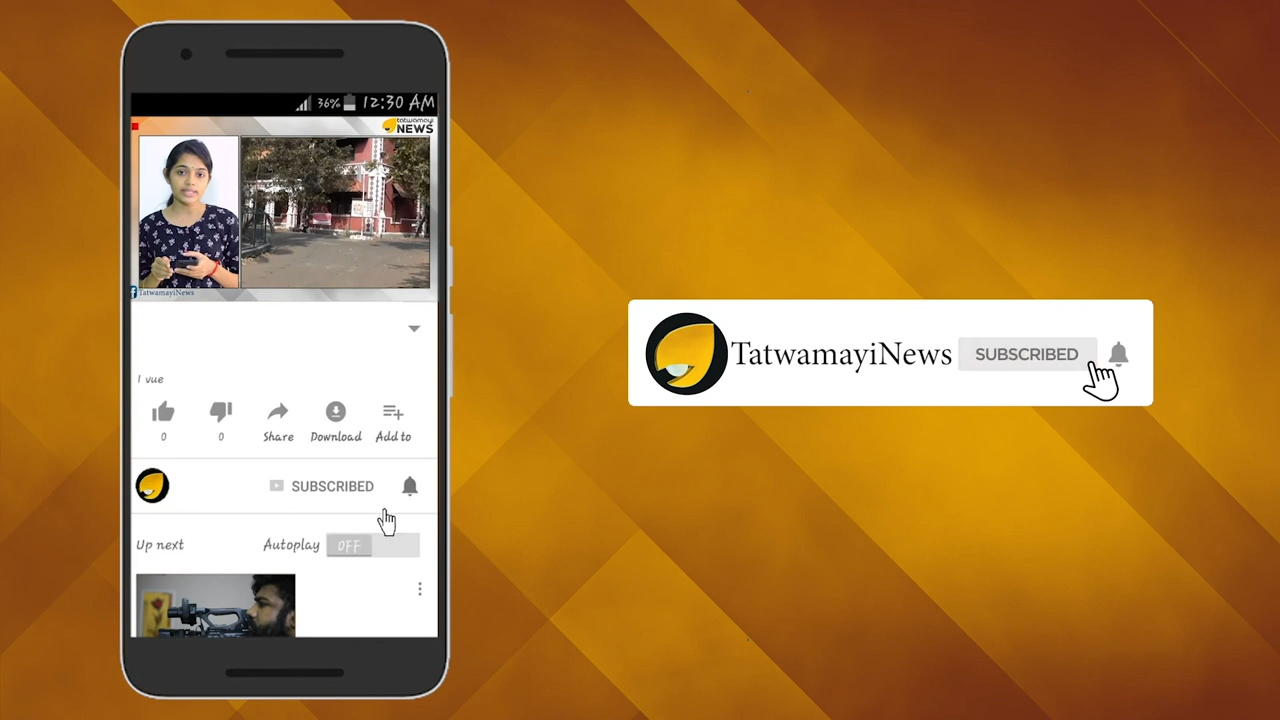 36% 12:30 AM
tatwamayi
NEWS
TatwamayiNews
1 vue
0 0 Share Download Add to
SUBSCRIBED
Up next Autoplay OFF
TatwamayiNews SUBSCRIBED